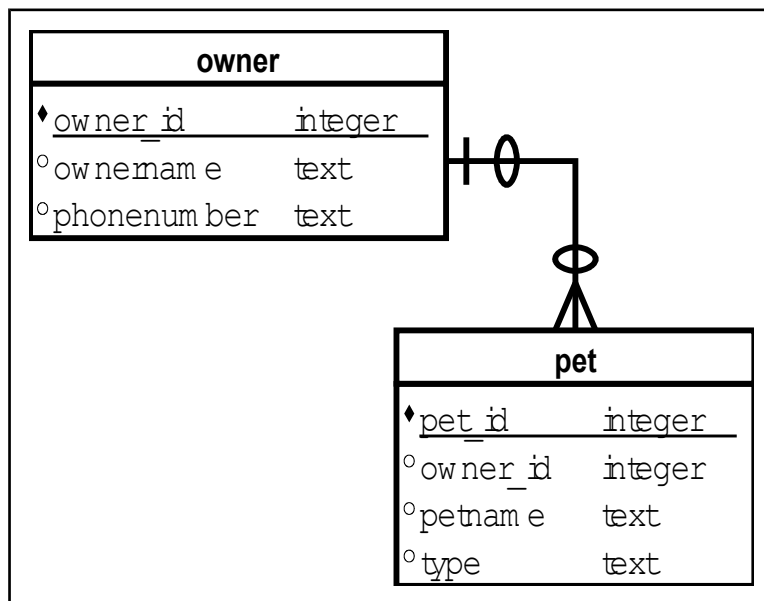 owner
owner_id integer
ownername text
phonenumber text
pet
pet_id integer
owner_id integer
petname text
type text